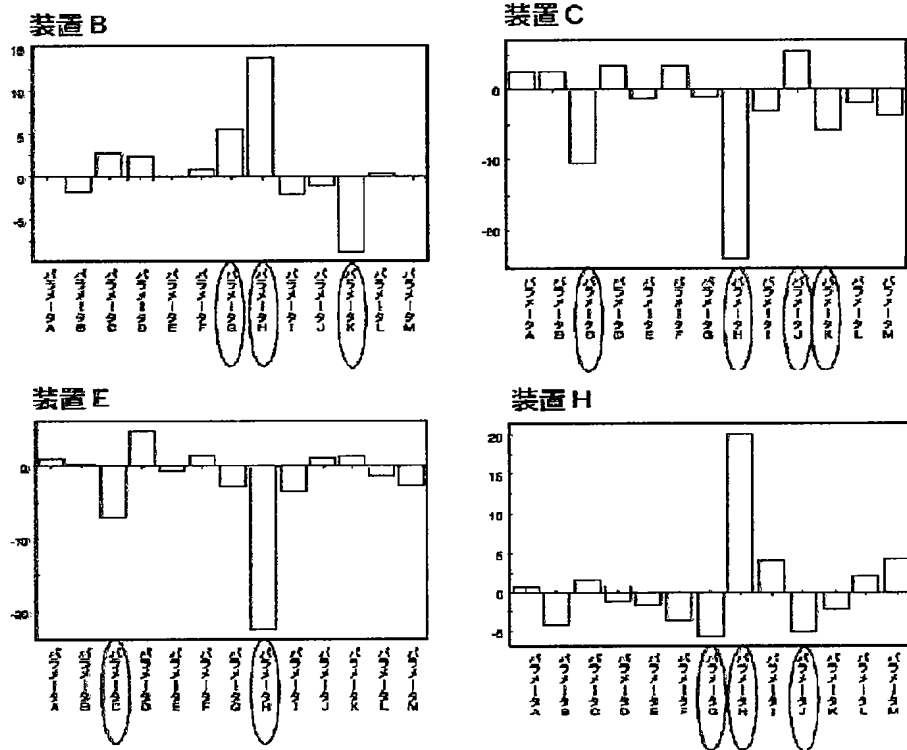 装置 B
15
10
5
0
-5
パラメータA
パラメータB
パラメータC
パラメータD
パラメータE
パラメータF
パラメータG
パラメータH
パラメータI
パラメータJ
パラメータK
パラメータL
パラメータM
装置 C
0
-10
-20
パラメータA
パラメータB
パラメータC
パラメータD
パラメータE
パラメータF
パラメータG
パラメータH
パラメータI
パラメータJ
パラメータK
パラメータL
パラメータM
装置 E
0
-10
-20
パラメータA
パラメータB
パラメータC
パラメータD
パラメータE
パラメータF
パラメータG
パラメータH
パラメータI
パラメータJ
パラメータK
パラメータL
パラメータM
装置 H
20
15
10
5
0
-5
パラメータA
パラメータB
パラメータC
パラメータD
パラメータE
パラメータF
パラメータG
パラメータH
パラメータI
パラメータJ
パラメータK
パラメータL
パラメータM